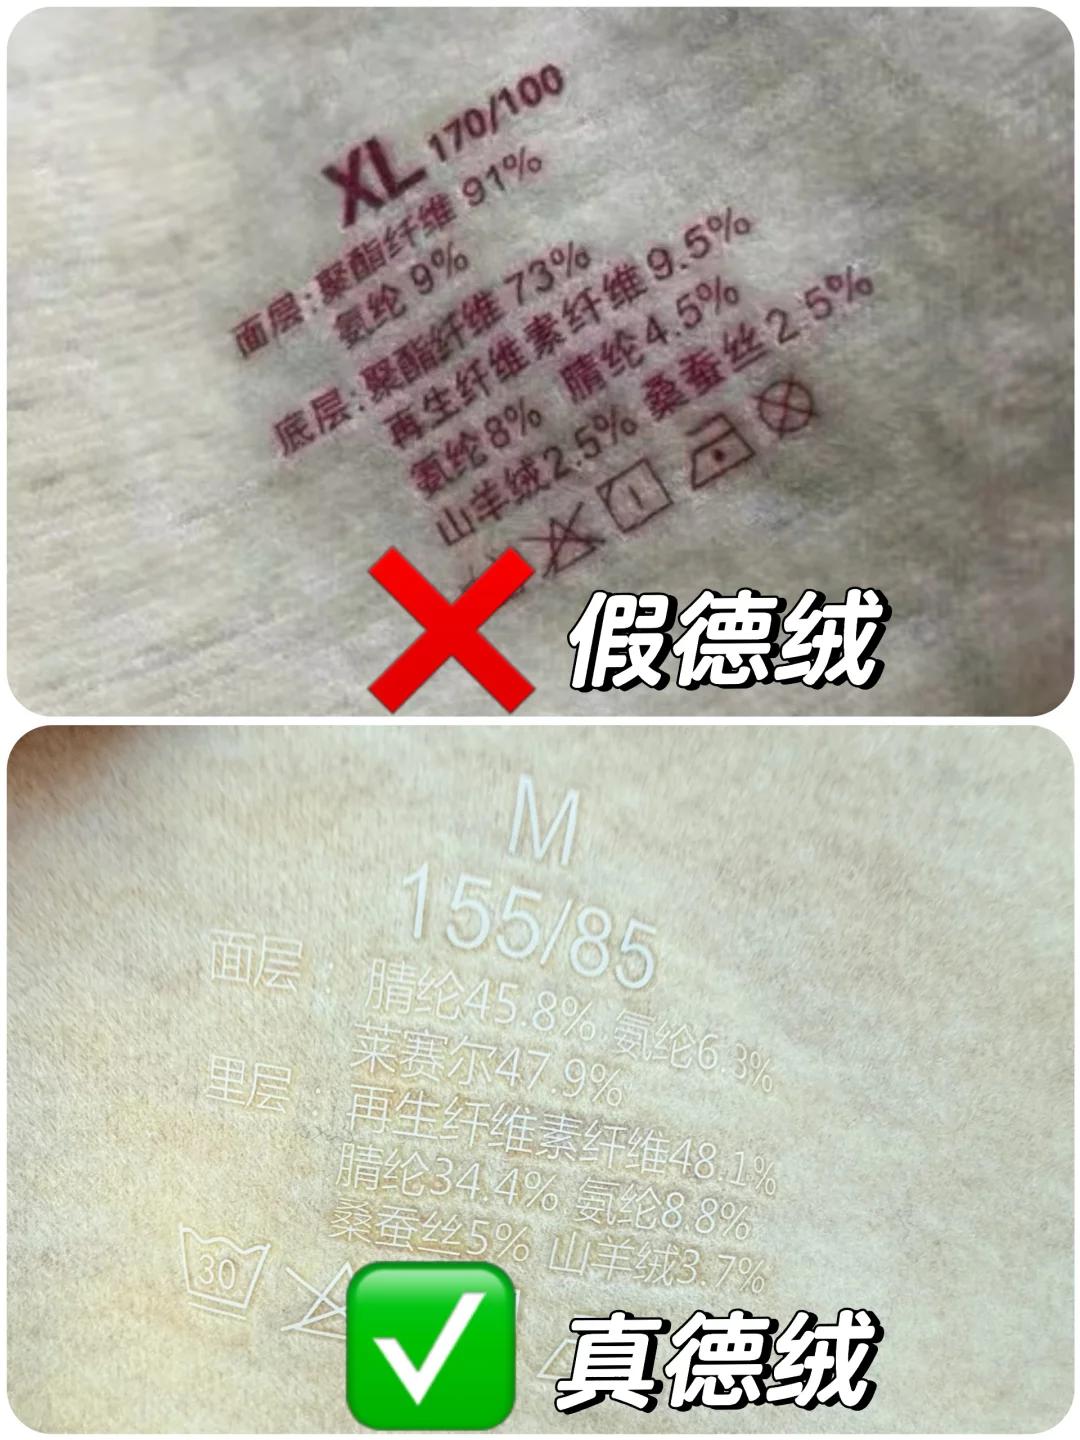 XL 170/100
面层:聚酯纤维 91%
氨纶 9%
底层:聚酯纤维 73%
再生纤维素纤维 9.5%
氨纶 8% 腈纶 4.5%
山羊绒 2.5% 桑蚕丝 2.5%
假德绒
M
155/85
面层: 腈纶45.8% 氨纶6.3%
莱赛尔47.9%
里层: 再生纤维素纤维48.1%
腈纶34.4% 氨纶8.8%
桑蚕丝5% 山羊绒3.7%
30
真德绒